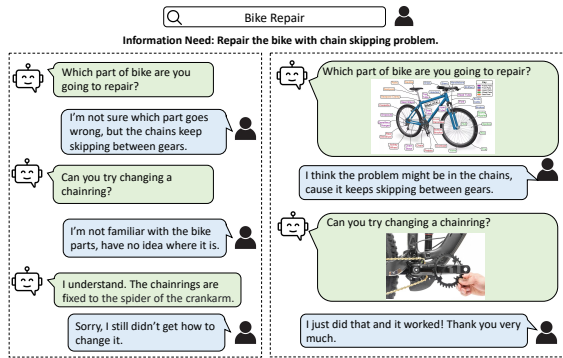 Bike Repair
Information Need: Repair the bike with chain skipping problem.
Which part of bike are you
going to repair?
I'm not sure which part goes
wrong, but the chains keep
skipping between gears.
Can you try changing a
chainring?
I'm not familiar with the bike
parts, have no idea where it is.
I understand. The chainrings are
fixed to the spider of the crankarm.
Sorry, I still didn't get how to
change it.
Which part of bike are you going to repair?
I think the problem might be in the chains,
cause it keeps skipping between gears.
Can you try changing a chainring?
I just did that and it worked! Thank you very
much.